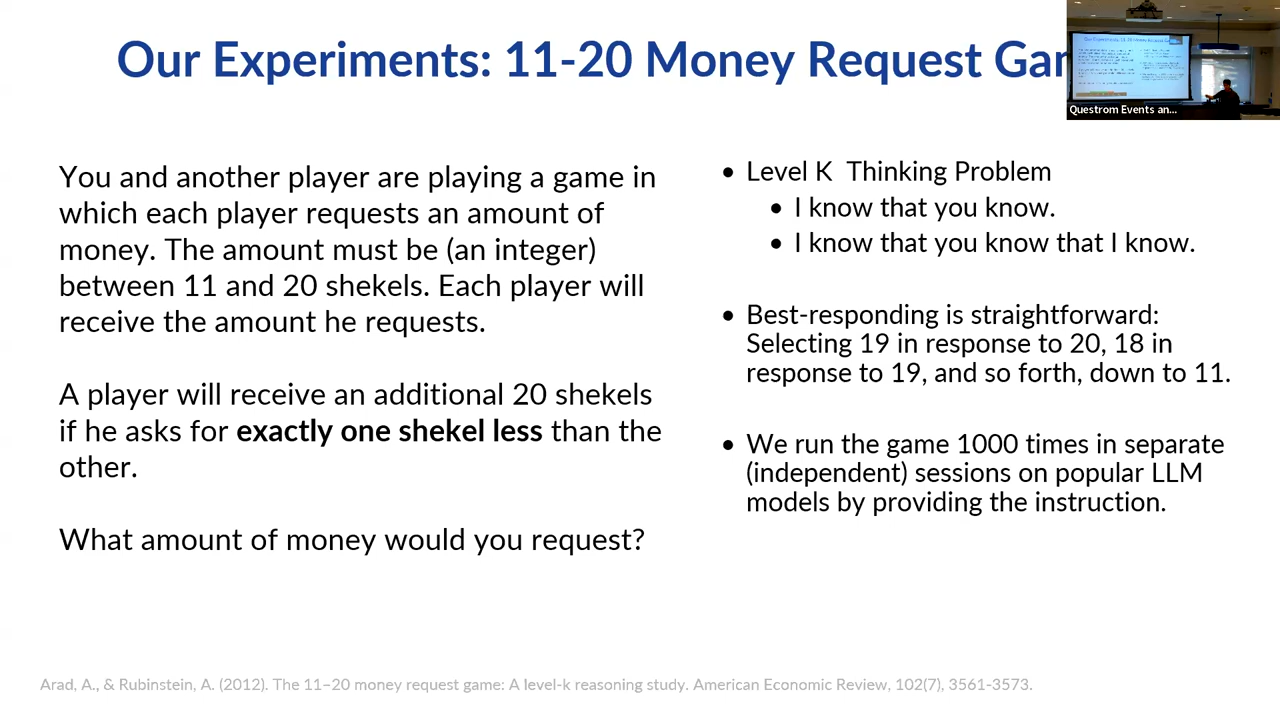 Our Experiments: 11-20 Money Request Gam
Questrom Events an...
You and another player are playing a game in
which each player requests an amount of
money. The amount must be (an integer)
between 11 and 20 shekels. Each player will
receive the amount he requests.
A player will receive an additional 20 shekels
if he asks for exactly one shekel less than the
other.
What amount of money would you request?
• Level K Thinking Problem
• I know that you know.
• I know that you know that I know.
• Best-responding is straightforward:
Selecting 19 in response to 20, 18 in
response to 19, and so forth, down to 11.
• We run the game 1000 times in separate
(independent) sessions on popular LLM
models by providing the instruction.
Arad, A., & Rubinstein, A. (2012). The 11–20 money request game: A level-k reasoning study. American Economic Review, 102(7), 3561-3573.